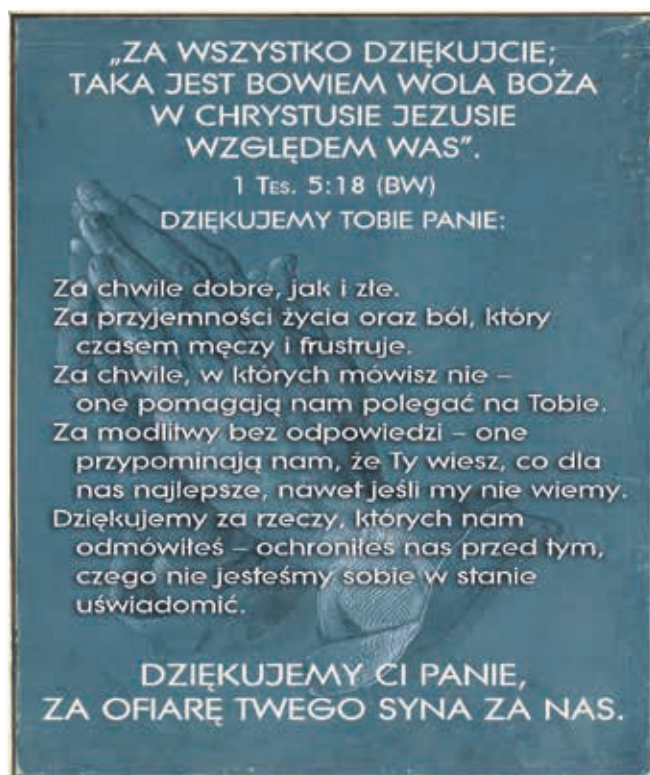 „ZA WSZYSTKO DZIĘKUJCIE;
TAKA JEST BOWIEM WOLA BOŻA
W CHRYSTUSIE JEZUSIE
WZGLĘDEM WAS”.
1 TES. 5:18 (BW)
DZIĘKUJEMY TOBIE PANIE:
Za chwile dobre, jak i złe.
Za przyjemności życia oraz ból, który
czasem męczy i frustruje.
Za chwile, w których mówisz nie –
one pomagają nam polegać na Tobie.
Za modlitwy bez odpowiedzi – one
przypominają nam, że Ty wiesz, co dla
nas najlepsze, nawet jeśli my nie wiemy.
Dziękujemy za rzeczy, których nam
odmówiłeś – ochroniłeś nas przed tym,
czego nie jesteśmy sobie w stanie
uświadomić.
DZIĘKUJEMY CI PANIE,
ZA OFIARĘ TWEGO SYNA ZA NAS.